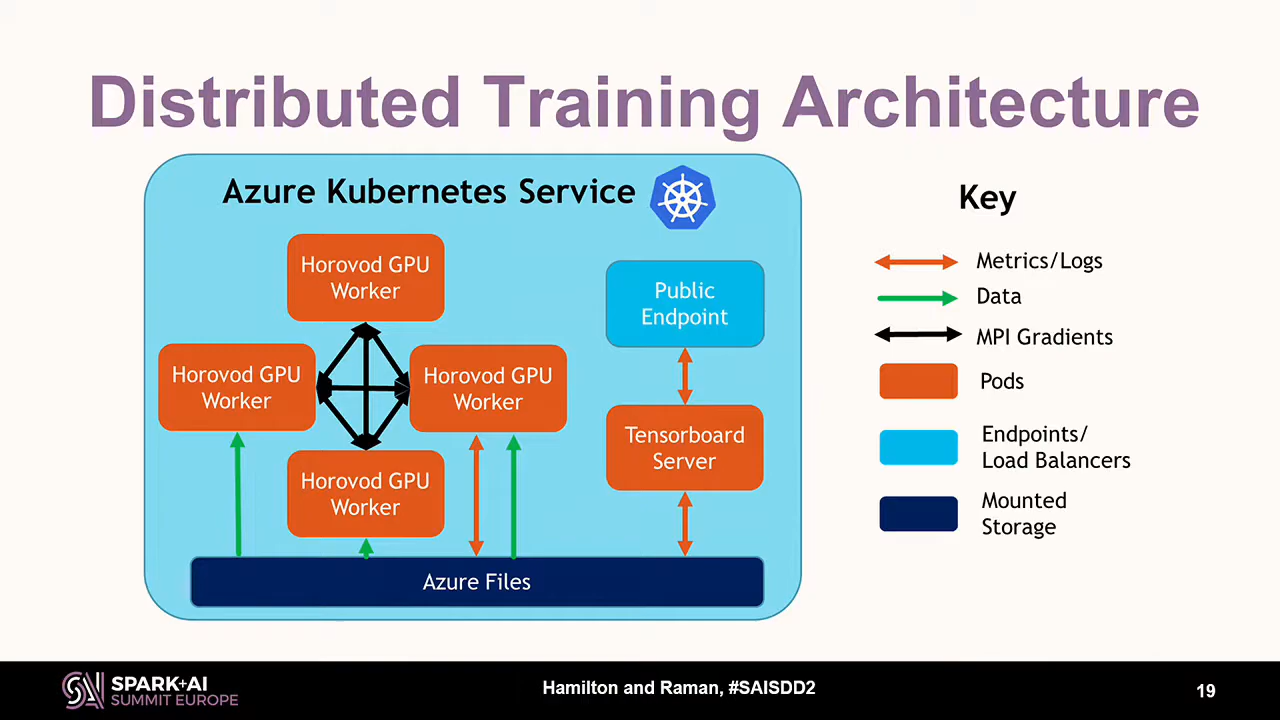 Distributed Training Architecture
Azure Kubernetes Service
Horovod GPU
Worker
Horovod GPU
Worker
Horovod GPU
Worker
Horovod GPU
Worker
Public
Endpoint
Tensorboard
Server
Azure Files
Key
Metrics/Logs
Data
MPI Gradients
Pods
Endpoints/
Load Balancers
Mounted
Storage
SPARK+AI
SUMMIT EUROPE
Hamilton and Raman, #SAISDD2
19